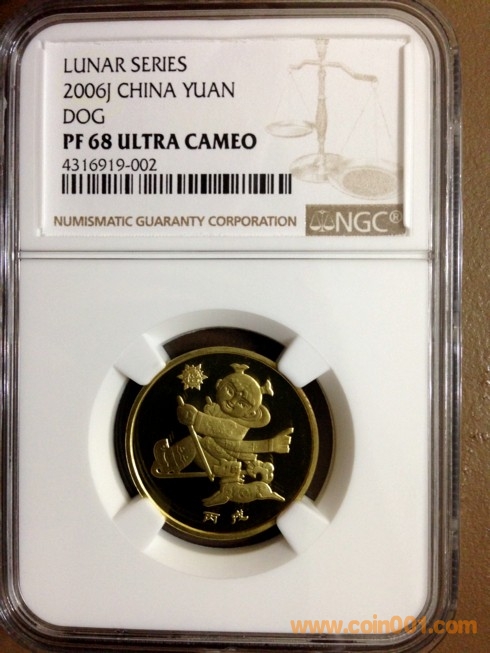 LUNAR SERIES
2006J CHINA YUAN
DOG
PF 68 ULTRA CAMEO
4316919-002
NUMISMATIC GUARANTY CORPORATION
NGC®
丙戌
www.coin001.com